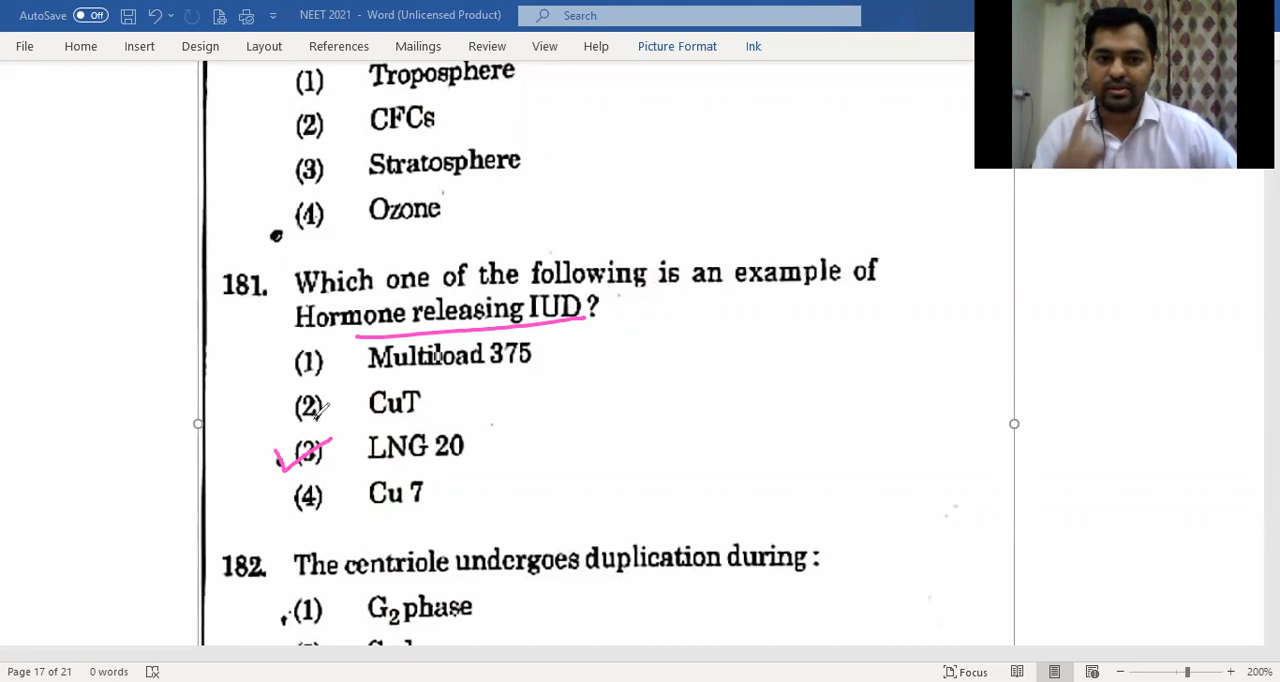 AutoSave Off NEET 2021 - Word (Unlicensed Product) Search
File Home Insert Design Layout References Mailings Review View Help Picture Format Ink
(1) Troposphere
(2) CFCs
(3) Stratosphere
(4) Ozone
181. Which one of the following is an example of
Hormone releasing IUD ?
(1) Multiload 375
(2) CuT
(3) LNG 20
(4) Cu 7
182. The centriole undergoes duplication during :
(1) G2 phase
Page 17 of 21 0 words Focus 200%